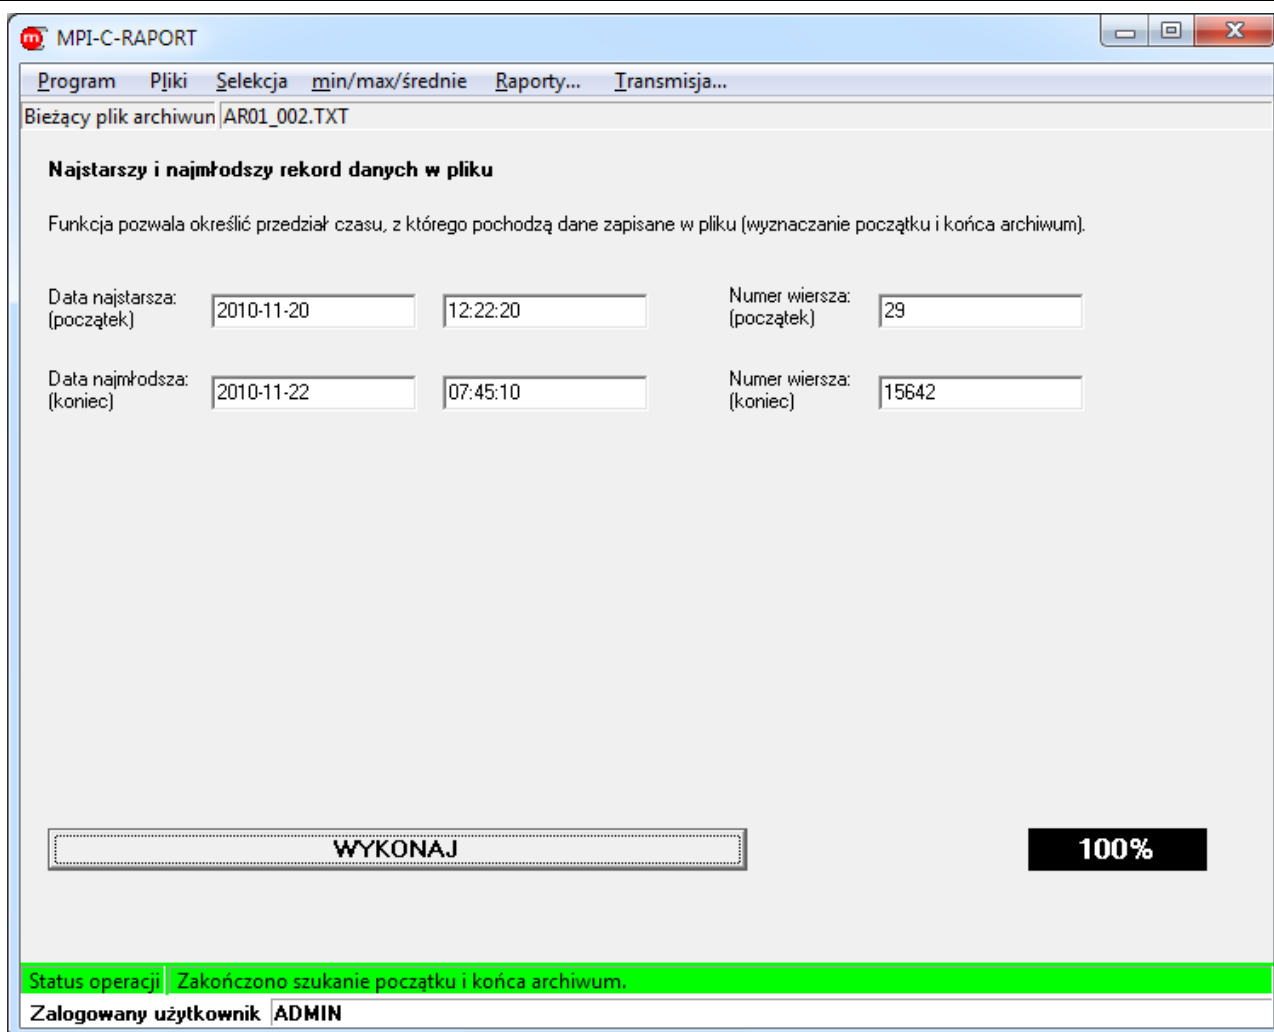 MPI-C-RAPORT
Program Pliki Selekcja min/max/średnie Raporty... Transmisja...
Bieżący plik archiwun AR01_002.TXT
Najstarszy i najmłodszy rekord danych w pliku
Funkcja pozwala określić przedział czasu, z którego pochodzą dane zapisane w pliku (wyznaczanie początku i końca archiwum).
Data najstarsza: 2010-11-20 12:22:20 Numer wiersza: 29
(początek) (początek)
Data najmłodsza: 2010-11-22 07:45:10 Numer wiersza: 15642
(koniec) (koniec)
WYKONAJ 100%
Status operacji Zakończono szukanie początku i końca archiwum.
Zalogowany użytkownik ADMIN